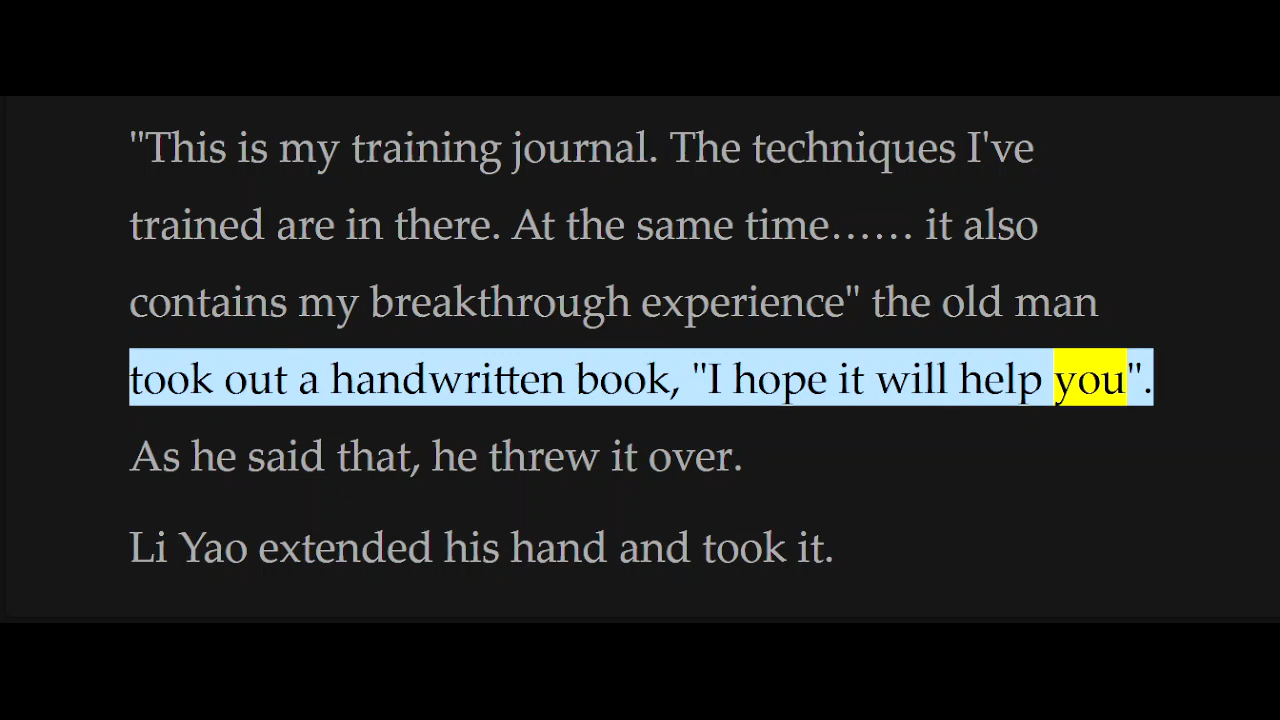 "This is my training journal. The techniques I've
trained are in there. At the same time…… it also
contains my breakthrough experience" the old man
took out a handwritten book, "I hope it will help you".
As he said that, he threw it over.
Li Yao extended his hand and took it.